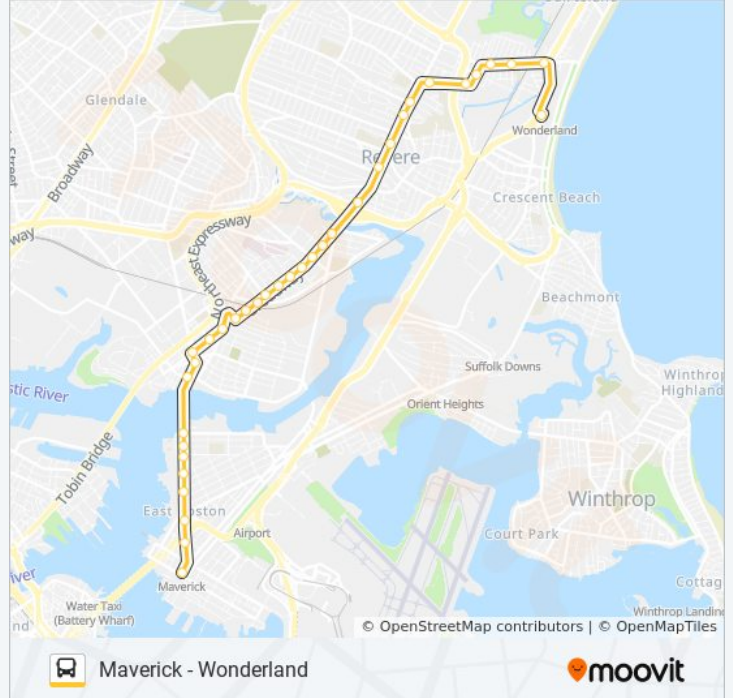 Glendale
Broadway
Street
way
Revere
Wonderland
Crescent Beach
Northeast Expressway
Beachmont
Suffolk Downs
Orient Heights
Winthrop
Highland
stic River
Tobin Bridge
East Boston
Airport
Winthrop
Court Park
Maverick
iver
Water Taxi
(Battery Wharf)
nd
Cottag
Winthrop Landing
© OpenStreetMap contributors | © OpenMapTiles
Maverick - Wonderland
moovit